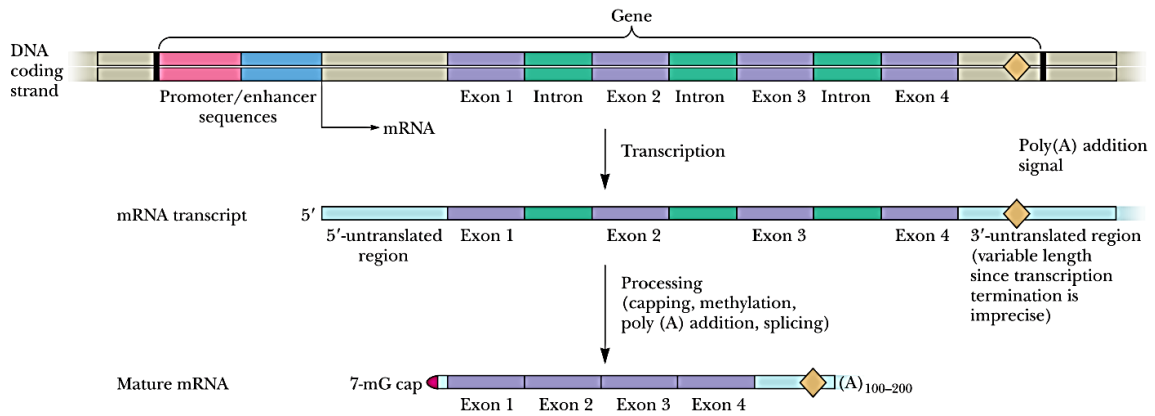 Gene
DNA
coding
strand
Promoter/enhancer
sequences
Exon 1 Intron Exon 2 Intron Exon 3 Intron Exon 4
mRNA
Transcription
Poly(A) addition
signal
mRNA transcript 5′
5′-untranslated
region
Exon 1 Exon 2 Exon 3 Exon 4
3′-untranslated region
(variable length
since transcription
termination is
imprecise)
Processing
(capping, methylation,
poly (A) addition, splicing)
Mature mRNA 7-mG cap (A)100–200
Exon 1 Exon 2 Exon 3 Exon 4